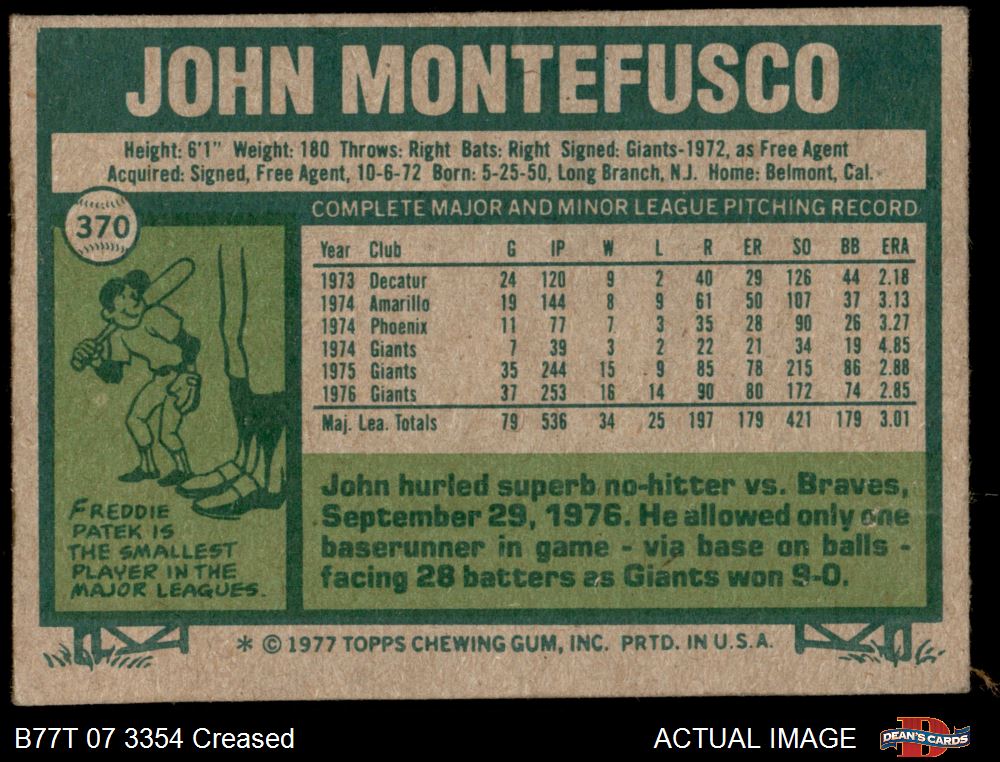 JOHN MONTEFUSCO
Height: 6'1" Weight: 180 Throws: Right Bats: Right Signed: Giants-1972, as Free Agent
Acquired: Signed, Free Agent, 10-6-72 Born: 5-25-50, Long Branch, N.J. Home: Belmont, Cal.
370
COMPLETE MAJOR AND MINOR LEAGUE PITCHING RECORD
Year Club G IP W L R ER SO BB ERA
1973 Decatur 24 120 9 2 40 29 126 44 2.18
1974 Amarillo 19 144 8 9 61 50 107 37 3.13
1974 Phoenix 11 77 7 3 35 28 90 26 3.27
1974 Giants 7 39 3 2 22 21 34 19 4.85
1975 Giants 35 244 15 9 85 78 215 86 2.88
1976 Giants 37 253 16 14 90 80 172 74 2.85
Maj. Lea. Totals 79 536 34 25 197 179 421 179 3.01
FREDDIE
PATEK IS
THE SMALLEST
PLAYER IN THE
MAJOR LEAGUES.
John hurled superb no-hitter vs. Braves,
September 29, 1976. He allowed only one
baserunner in game - via base on balls -
facing 28 batters as Giants won 9-0.
* © 1977 TOPPS CHEWING GUM, INC. PRTD. IN U.S.A.
B77T 07 3354 Creased
ACTUAL IMAGE
D
DEAN'S CARDS